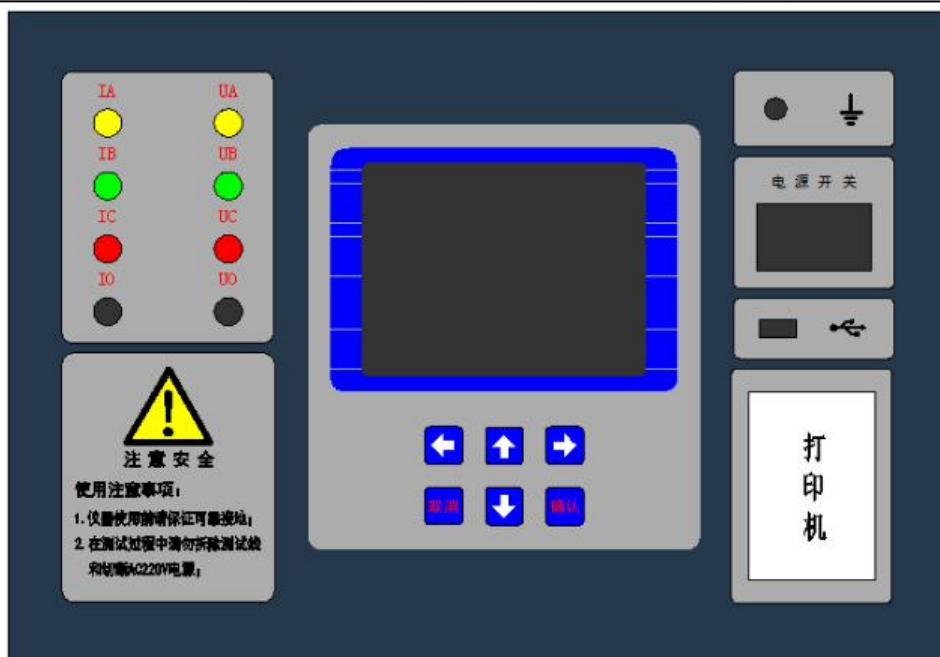 IA UA
IB UB
IC UC
IO UO
注意安全
使用注意事项:
1.仪器使用前请保证可靠接地;
2.在测试过程中请勿拆除测试线
和切断AC220V电源;
取消
确认
电源开关
打
印
机